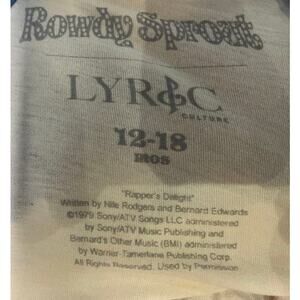 Rowdy Sprout
LYRIC
CULTURE
12-18
mos
"Rapper's Delight"
Written by Nile Rodgers and Bernard Edwards
©1979 Sony/ATV Songs LLC administered
by Sony/ATV Music Publishing and
Bernard's Other Music (BMI) administered
by Warner-Tamerlane Publishing Corp.
All Rights Reserved. Used by Permission